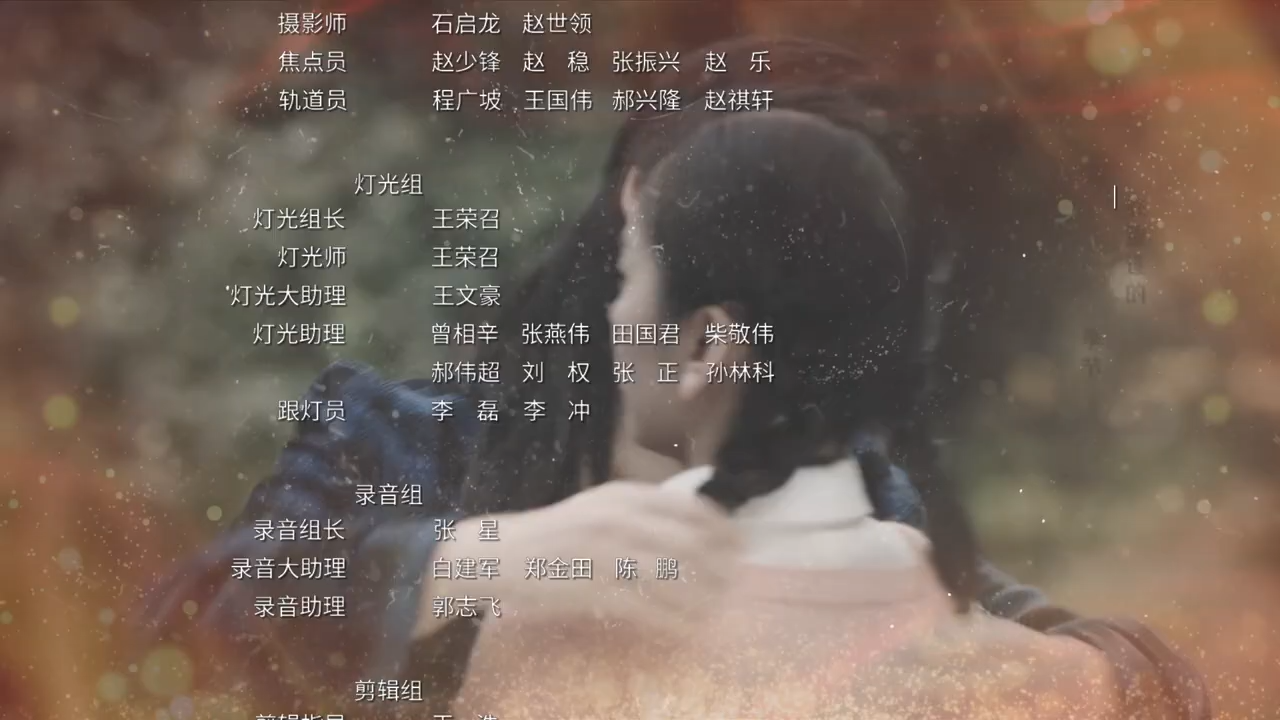 摄影师 石启龙 赵世领
焦点员 赵少锋 赵 稳 张振兴 赵 乐
轨道员 程广坡 王国伟 郝兴隆 赵祺轩
灯光组
灯光组长 王荣召
灯光师 王荣召
灯光大助理 王文豪
灯光助理 曾相辛 张燕伟 田国君 柴敬伟
郝伟超 刘 权 张 正 孙林科
跟灯员 李 磊 李 冲
录音组
录音组长 张 星
录音大助理 白建军 郑金田 陈 鹏
录音助理 郭志飞
剪辑组